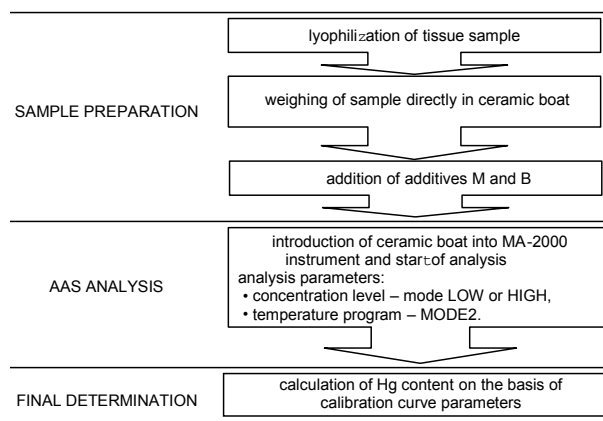 lyophilization of tissue sample
weighing of sample directly in ceramic boat
SAMPLE PREPARATION
addition of additives M and B
introduction of ceramic boat into MA-2000
instrument and start of analysis
analysis parameters:
• concentration level – mode LOW or HIGH,
• temperature program – MODE2.
AAS ANALYSIS
calculation of Hg content on the basis of
calibration curve parameters
FINAL DETERMINATION